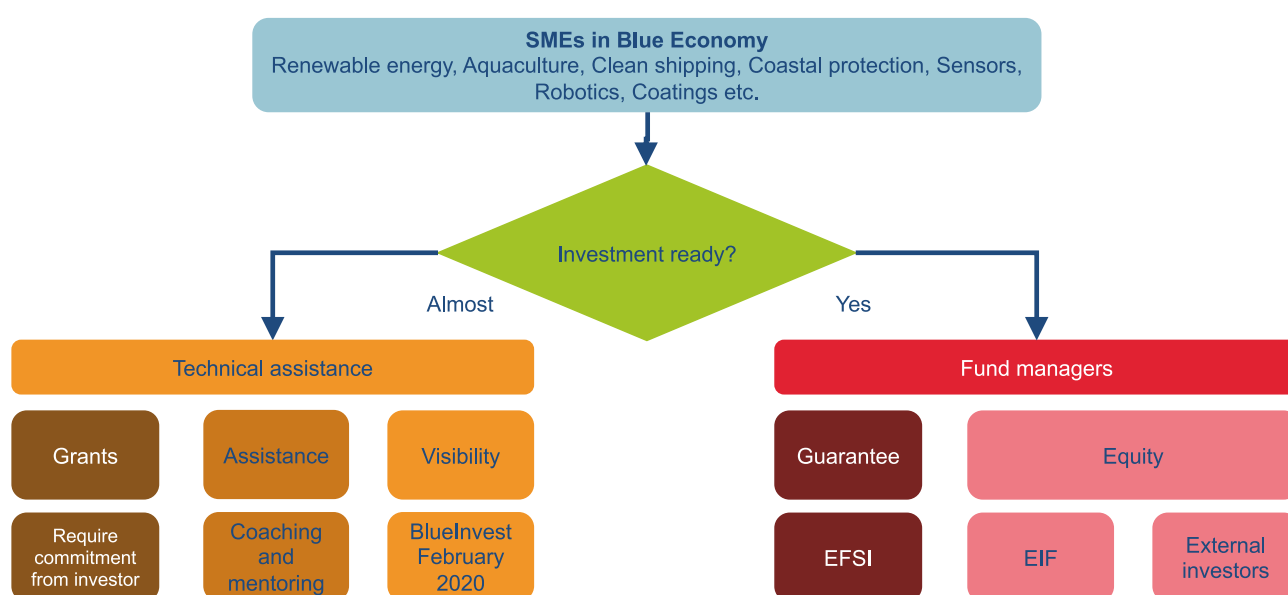 SMEs in Blue Economy
Renewable energy, Aquaculture, Clean shipping, Coastal protection, Sensors,
Robotics, Coatings etc.
Investment ready?
Almost
Yes
Technical assistance
Fund managers
Grants
Assistance
Visibility
Guarantee
Equity
Require
commitment
from investor
Coaching
and
mentoring
BlueInvest
February
2020
EFSI
EIF
External
investors